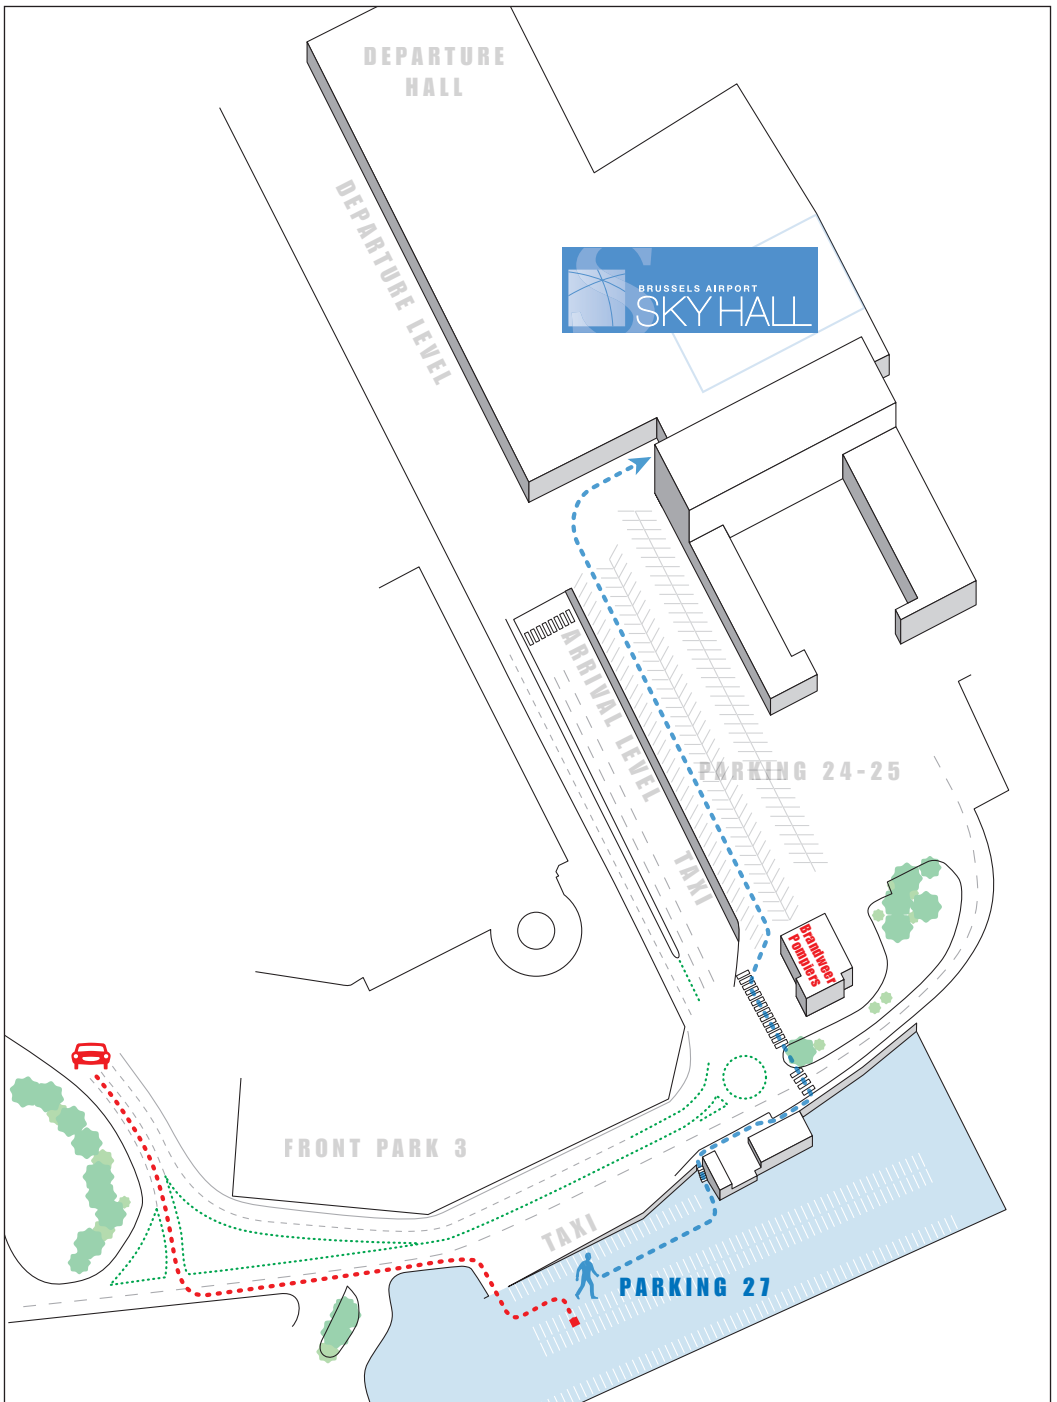 DEPARTURE
HALL
DEPARTURE LEVEL
S
BRUSSELS AIRPORT
SKY HALL
ARRIVAL LEVEL
PARKING 24-25
TAXI
Brandweer
Pompiers
FRONT PARK 3
TAXI
PARKING 27